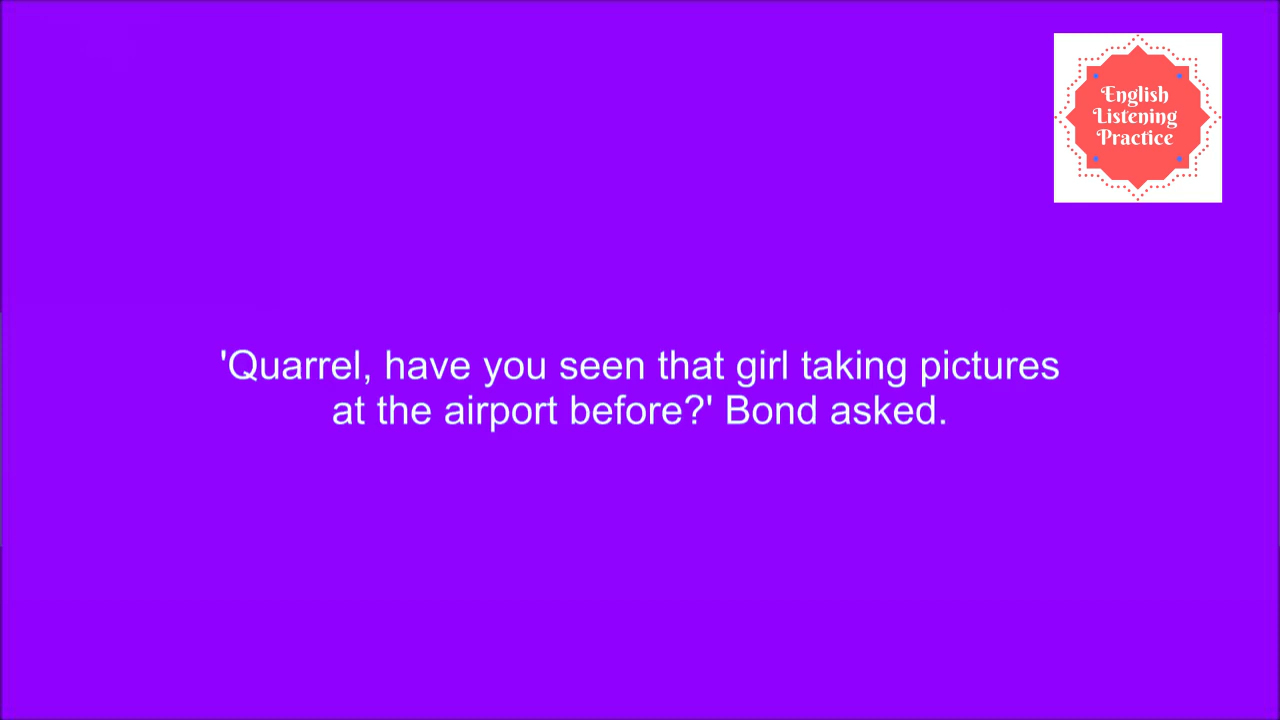 English
Listening
Practice
'Quarrel, have you seen that girl taking pictures
at the airport before?' Bond asked.